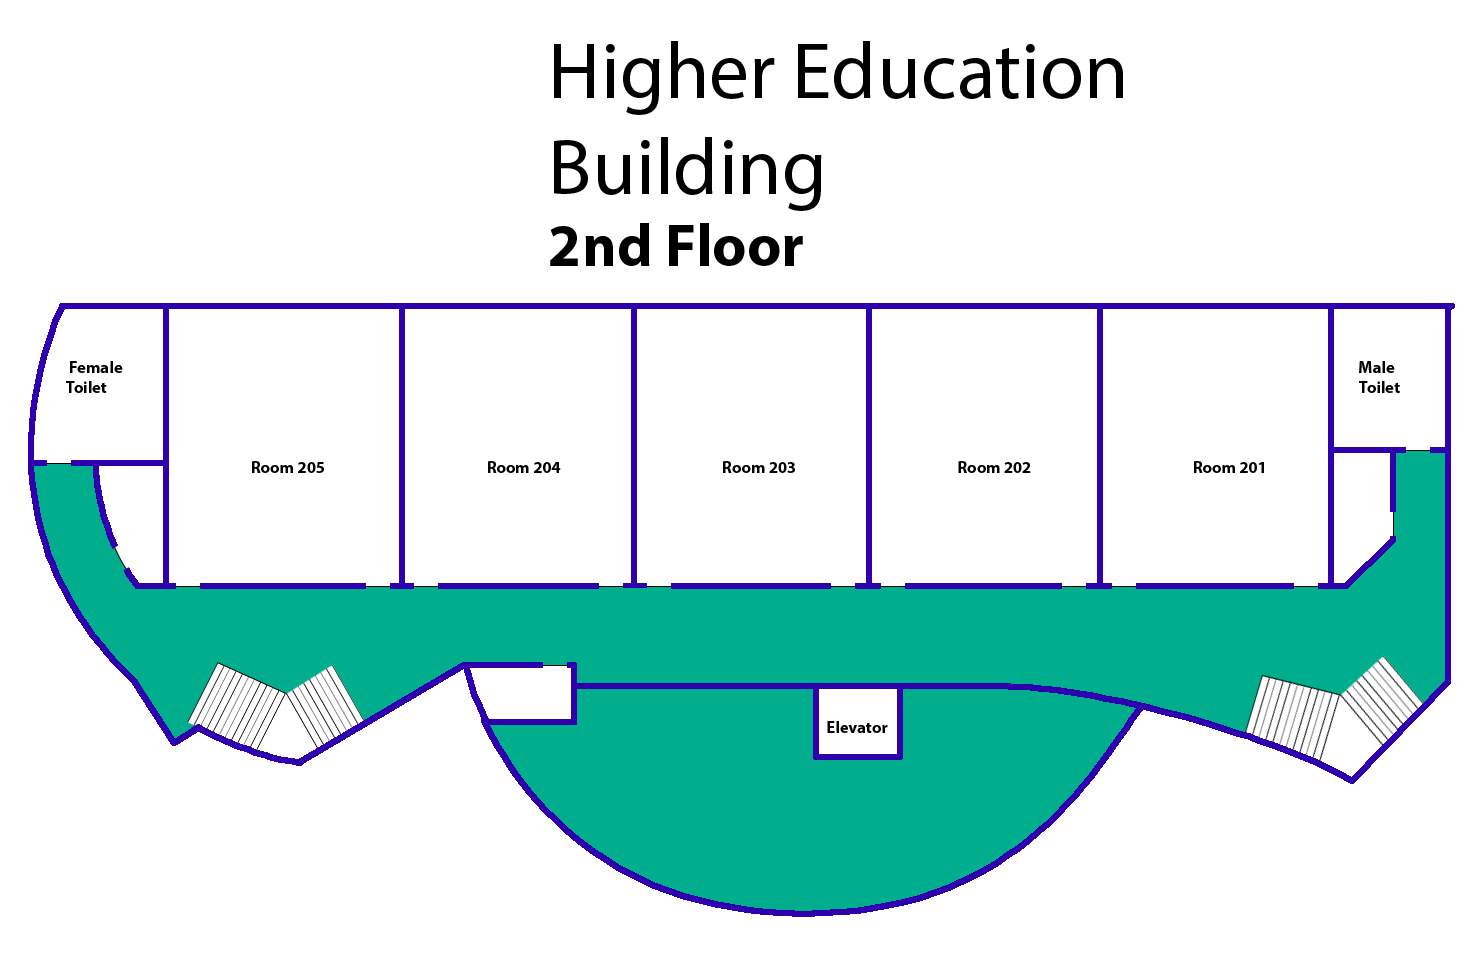 Higher Education
Building
2nd Floor
Female
Toilet
Male
Toilet
Room 205
Room 204
Room 203
Room 202
Room 201
Elevator